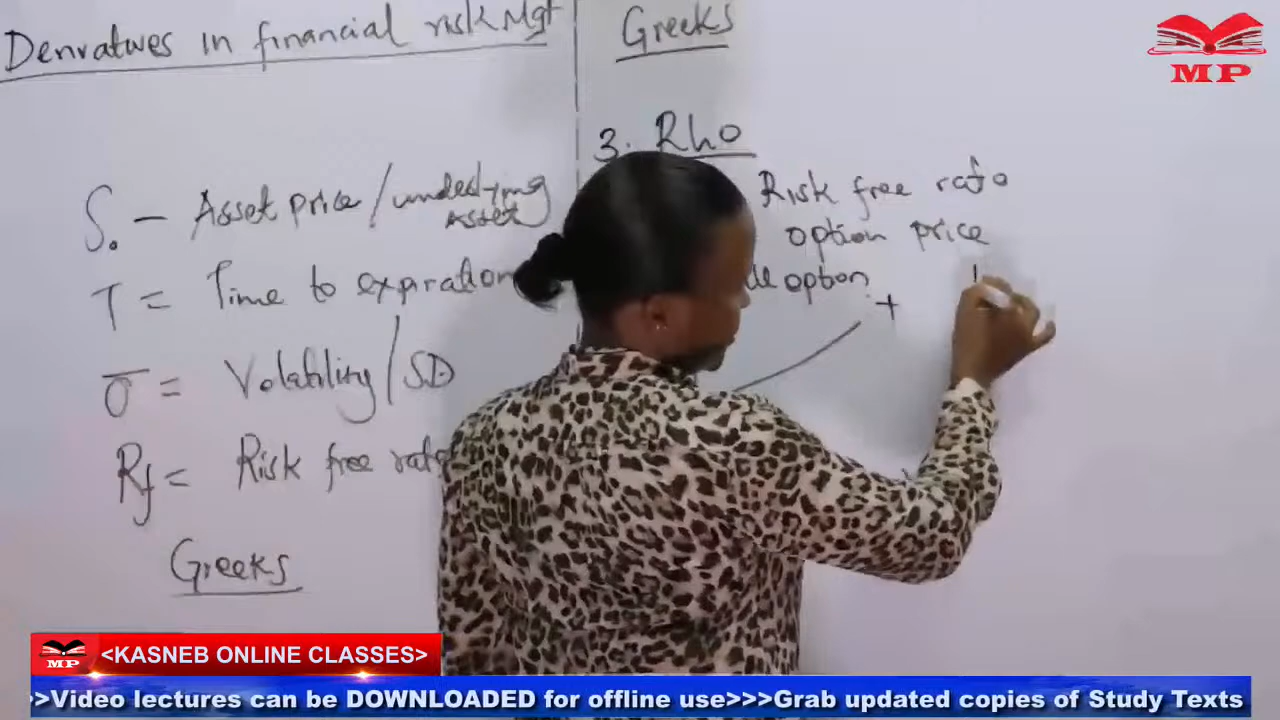 Derivatives in financial risk Mgt
S. – Asset price / underlying
Asset
T = Time to expiration
σ = Volatility / SD
Rf = Risk free rate
Greeks
Greeks
3. Rho
Risk free rate
option price
option
+
MP
MP
<KASNEB ONLINE CLASSES>
>Video lectures can be DOWNLOADED for offline use>>>Grab updated copies of Study Texts